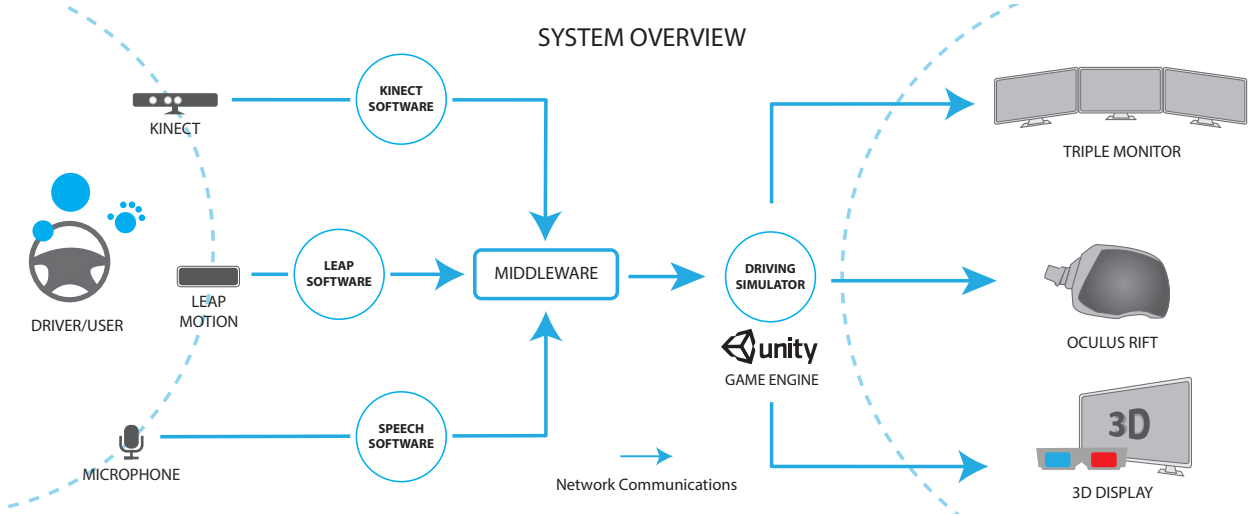 SYSTEM OVERVIEW
KINECT
KINECT
SOFTWARE
TRIPLE MONITOR
DRIVER/USER
LEAP
MOTION
LEAP
SOFTWARE
MIDDLEWARE
DRIVING
SIMULATOR
unity
GAME ENGINE
OCULUS RIFT
MICROPHONE
SPEECH
SOFTWARE
Network Communications
3D
3D DISPLAY